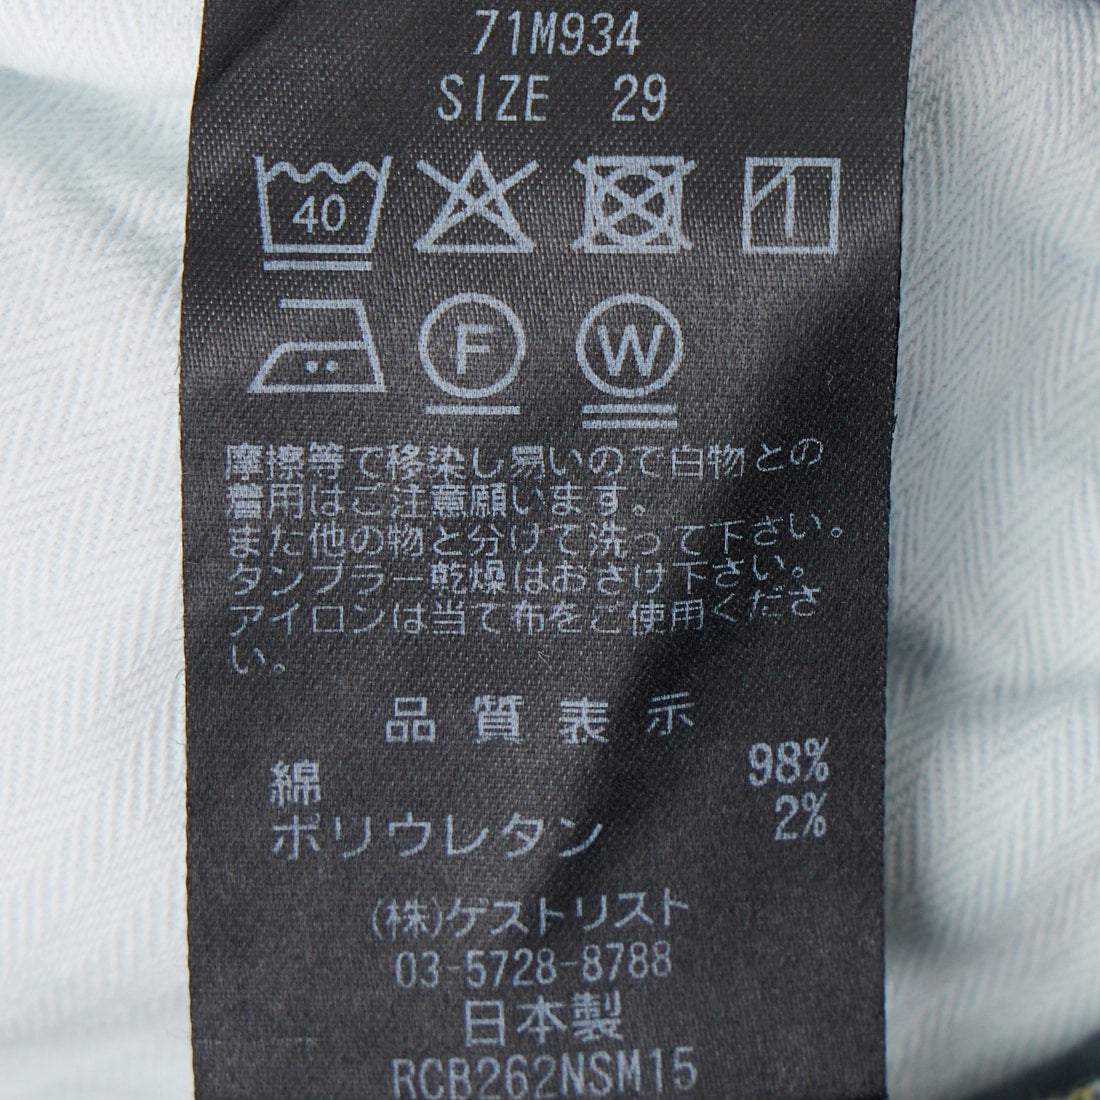 71M934
SIZE 29
40
F W
摩擦等で移染し易いので白物との
着用はご注意願います。
また他の物と分けて洗って下さい。
タンブラー乾燥はおさけ下さい。
アイロンは当て布をご使用くださ
い。
品質表示
綿 98%
ポリウレタン 2%
(株)ゲストリスト
03-5728-8788
日本製
RCB262NSM15